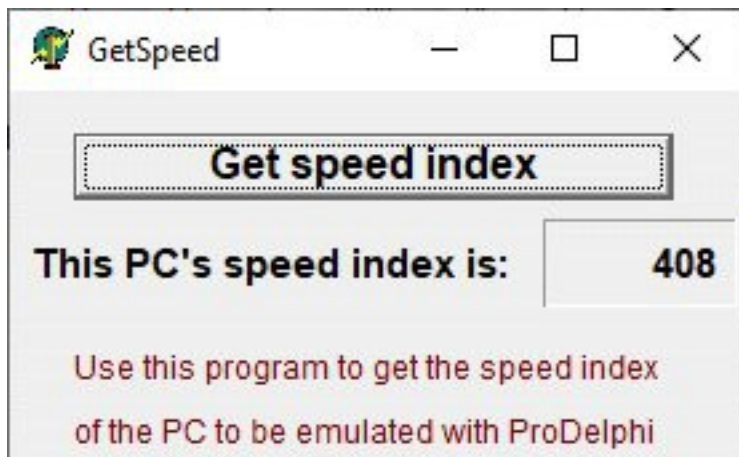 GetSpeed
Get speed index
This PC's speed index is: 408
Use this program to get the speed index
of the PC to be emulated with ProDelphi